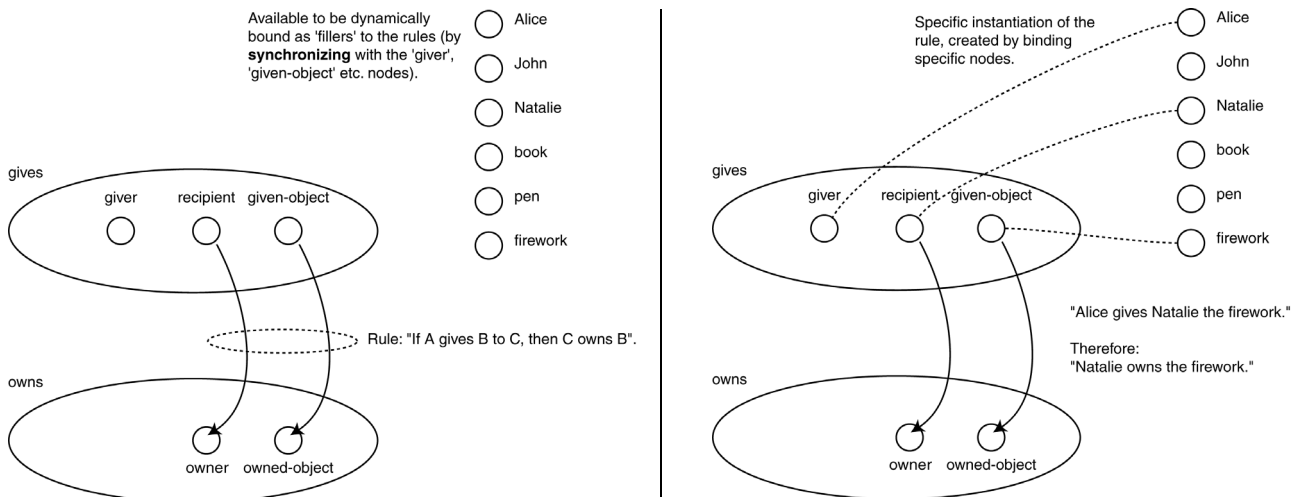 Available to be dynamically
bound as 'fillers' to the rules (by
synchronizing with the 'giver',
'given-object' etc. nodes).
Alice
John
Natalie
book
pen
firework
gives
giver
recipient
given-object
Rule: "If A gives B to C, then C owns B".
owns
owner
owned-object
Specific instantiation of the
rule, created by binding
specific nodes.
Alice
John
Natalie
book
pen
firework
gives
giver
recipient
given-object
"Alice gives Natalie the firework."
Therefore:
"Natalie owns the firework."
owns
owner
owned-object